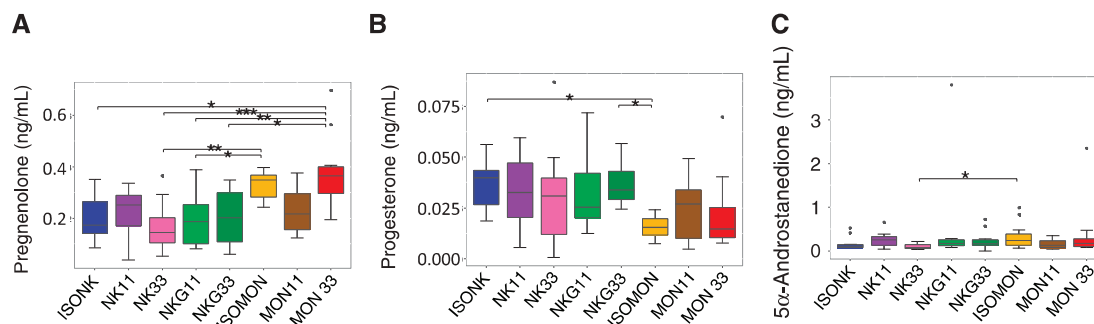 A
Pregnenolone (ng/mL)
0.6
0.4
0.2
*
***
**
*
**
*
ISONK
NK11
NK33
NKG11
NKG33
ISOMON
MON11
MON 33
B
Progesterone (ng/mL)
0.075
0.050
0.025
0.000
*
*
ISONK
NK11
NK33
NKG11
NKG33
ISOMON
MON11
MON 33
C
5α-Androstanedione (ng/mL)
3
2
1
0
*
ISONK
NK11
NK33
NKG11
NKG33
ISOMON
MON11
MON 33